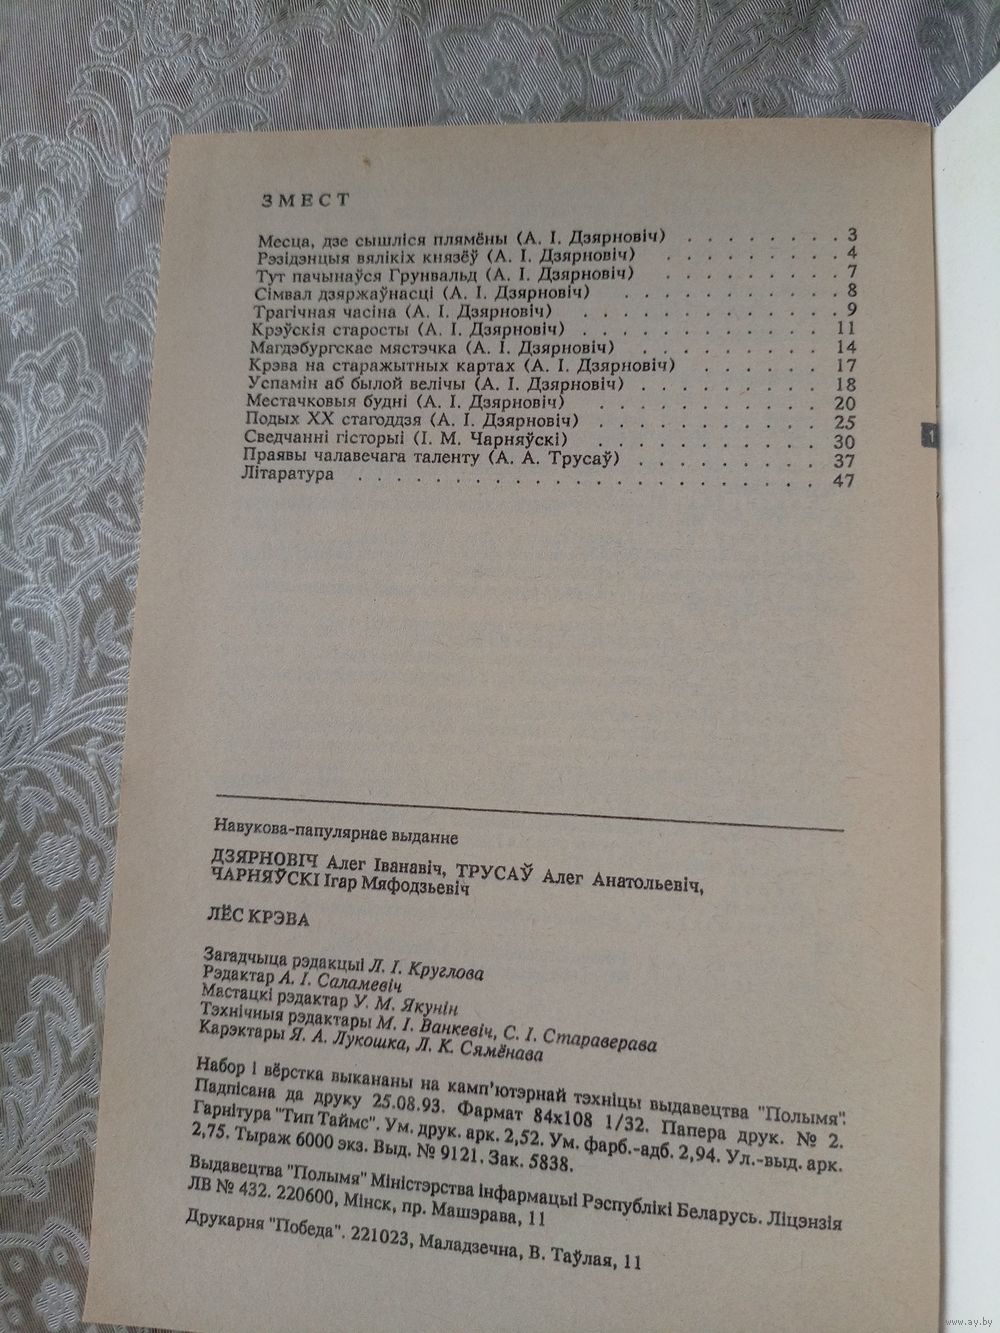 ЗМЕСТ
Месца, дзе сышліся плямёны (А. І. Дзярновіч) . . . . . . . . 3
Рэзідэнцыя вялікіх князёў (А. І. Дзярновіч) . . . . . . . . . 4
Тут пачынаўся Грунвальд (А. І. Дзярновіч) . . . . . . . . . 7
Сімвал дзяржаўнасці (А. І. Дзярновіч) . . . . . . . . . . . 8
Трагічная часіна (А. І. Дзярновіч) . . . . . . . . . . . . . 9
Крэўскія старосты (А. І. Дзярновіч) . . . . . . . . . . . . 11
Магдэбургскае мястэчка (А. І. Дзярновіч) . . . . . . . . . 14
Крэва на старажытных картах (А. І. Дзярновіч) . . . . . . 17
Успамін аб былой велічы (А. І. Дзярновіч) . . . . . . . . . 18
Местачковыя будні (А. І. Дзярновіч) . . . . . . . . . . . 20
Подых XX стагоддзя (А. І. Дзярновіч) . . . . . . . . . . . 25
Сведчанні гісторыі (І. М. Чарняўскі) . . . . . . . . . . . 30
Праявы чалавечага таленту (А. А. Трусаў) . . . . . . . . . 37
Літаратура . . . . . . . . . . . . . . . . . . . . . . . . 47
Навукова-папулярнае выданне
ДЗЯРНОВІЧ Алег Іванавіч, ТРУСАЎ Алег Анатольевіч,
ЧАРНЯЎСКІ Ігар Мяфодзьевіч
ЛЁС КРЭВА
Загадчыца рэдакцыі Л. І. Круглова
Рэдактар А. І. Саламевіч
Мастацкі рэдактар У. М. Якунін
Тэхнічныя рэдактары М. І. Ванкевіч, С. І. Стараверава
Карэктары Я. А. Лукошка, Л. К. Сямёнава
Набор і вёрстка выкананы на камп'ютэрнай тэхніцы выдавецтва "Полымя".
Падпісана да друку 25.08.93. Фармат 84х108 1/32. Папера друк. № 2.
Гарнітура "Тип Таймс". Ум. друк. арк. 2,52. Ум. фарб.-адб. 2,94. Ул.-выд. арк.
2,75. Тыраж 6000 экз. Выд. № 9121. Зак. 5838.
Выдавецтва "Полымя" Міністэрства інфармацыі Рэспублікі Беларусь. Ліцэнзія
ЛВ № 432. 220600, Мінск, пр. Машэрава, 11
Друкарня "Победа". 221023, Маладзечна, В. Таўлая, 11
1
www.ay.by